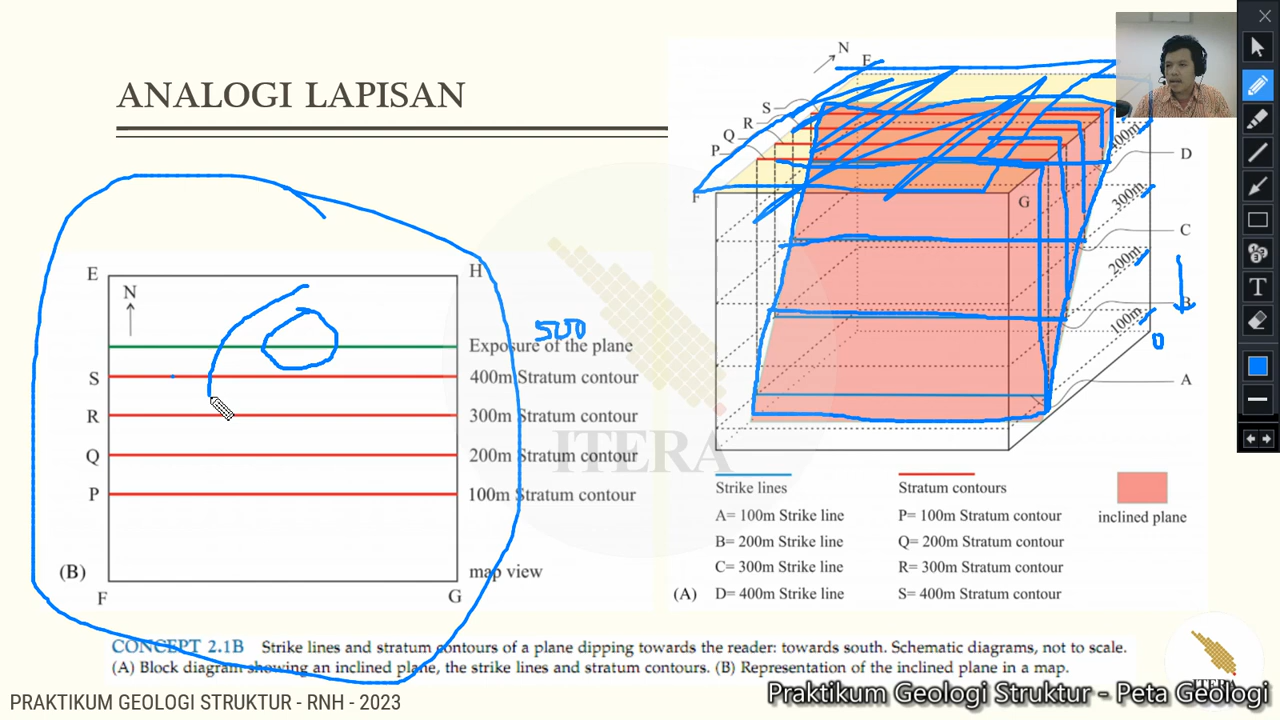 ANALOGI LAPISAN
E
H
N
500
Exposure of the plane
S
400m Stratum contour
R
300m Stratum contour
Q
200m Stratum contour
P
100m Stratum contour
(B)
map view
F
G
N
E
S
R
Q
P
F
G
400m
300m
200m
100m
0
D
C
B
A
ITERA
Strike lines
Stratum contours
A= 100m Strike line
P= 100m Stratum contour
inclined plane
B= 200m Strike line
Q= 200m Stratum contour
C= 300m Strike line
R= 300m Stratum contour
(A)
D= 400m Strike line
S= 400m Stratum contour
CONCEPT 2.1B Strike lines and stratum contours of a plane dipping towards the reader: towards south. Schematic diagrams, not to scale.
(A) Block diagram showing an inclined plane, the strike lines and stratum contours. (B) Representation of the inclined plane in a map.
ITERA
PRAKTIKUM GEOLOGI STRUKTUR - RNH - 2023
Praktikum Geologi Struktur - Peta Geologi